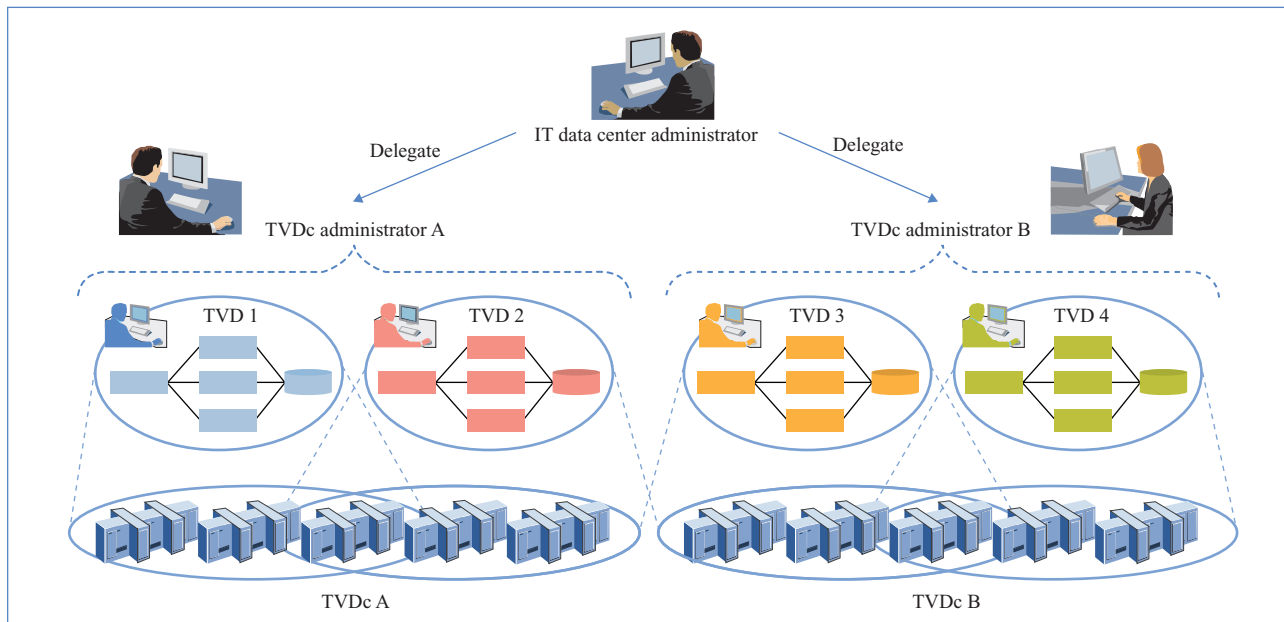 IT data center administrator
Delegate
Delegate
TVDc administrator A
TVDc administrator B
TVD 1
TVD 2
TVD 3
TVD 4
TVDc A
TVDc B